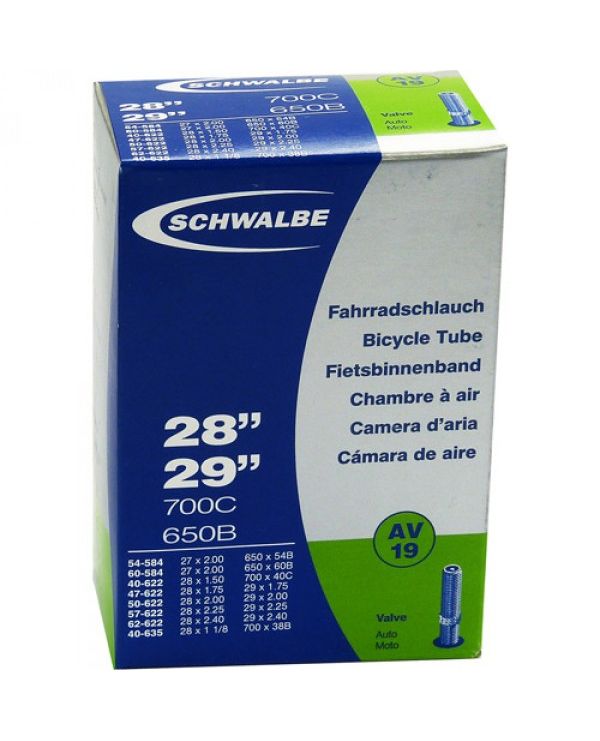 SCHWALBE
28”
29”
700C
650B
AV
19
Valve
Auto
Moto
SCHWALBE
Fahrradschlauch
Bicycle Tube
Fietsbinnenband
Chambre à air
Camera d’aria
Cámara de aire
28”
29”
700C
650B
54-584 27 x 2.00 650 x 54B
60-584 27 x 2.00 650 x 60B
40-622 28 x 1.50 700 x 40C
47-622 28 x 1.75 29 x 1.75
50-622 28 x 2.00 29 x 2.00
57-622 28 x 2.25 29 x 2.25
62-622 28 x 2.40 29 x 2.40
40-635 28 x 1 1/8 700 x 38B
AV
19
Valve
Auto
Moto